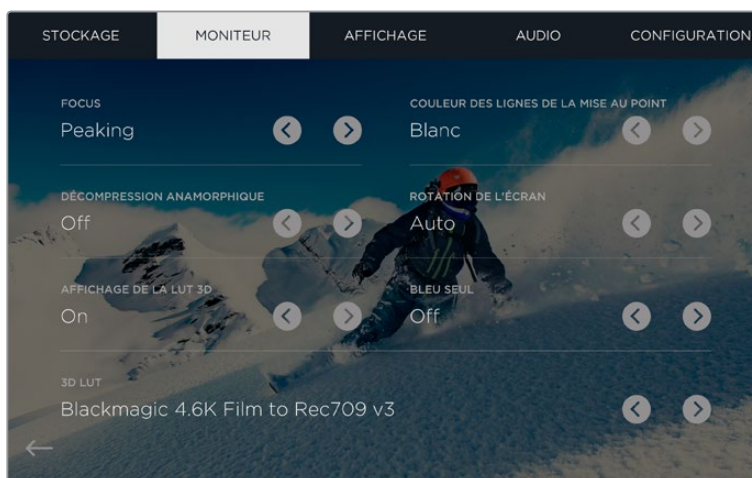 STOCKAGE MONITEUR AFFICHAGE AUDIO CONFIGURATION
FOCUS
Peaking
COULEUR DES LIGNES DE LA MISE AU POINT
Blanc
DÉCOMPRESSION ANAMORPHIQUE
Off
ROTATION DE L'ÉCRAN
Auto
AFFICHAGE DE LA LUT 3D
On
BLEU SEUL
Off
3D LUT
Blackmagic 4.6K Film to Rec709 v3